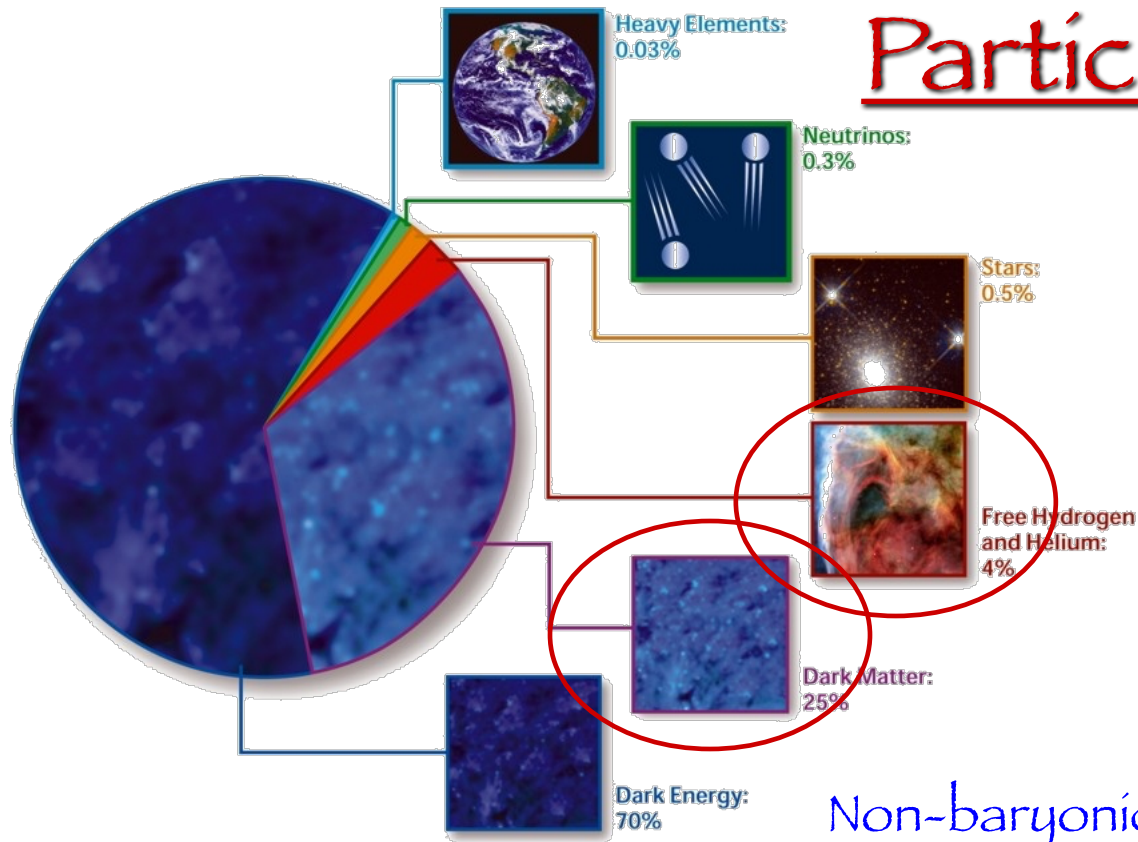 Heavy Elements:
0.03%
Partic
Neutrinos:
0.3%
Stars:
0.5%
Free Hydrogen
and Helium:
4%
Dark Matter:
25%
Dark Energy:
70%
Non-baryonic